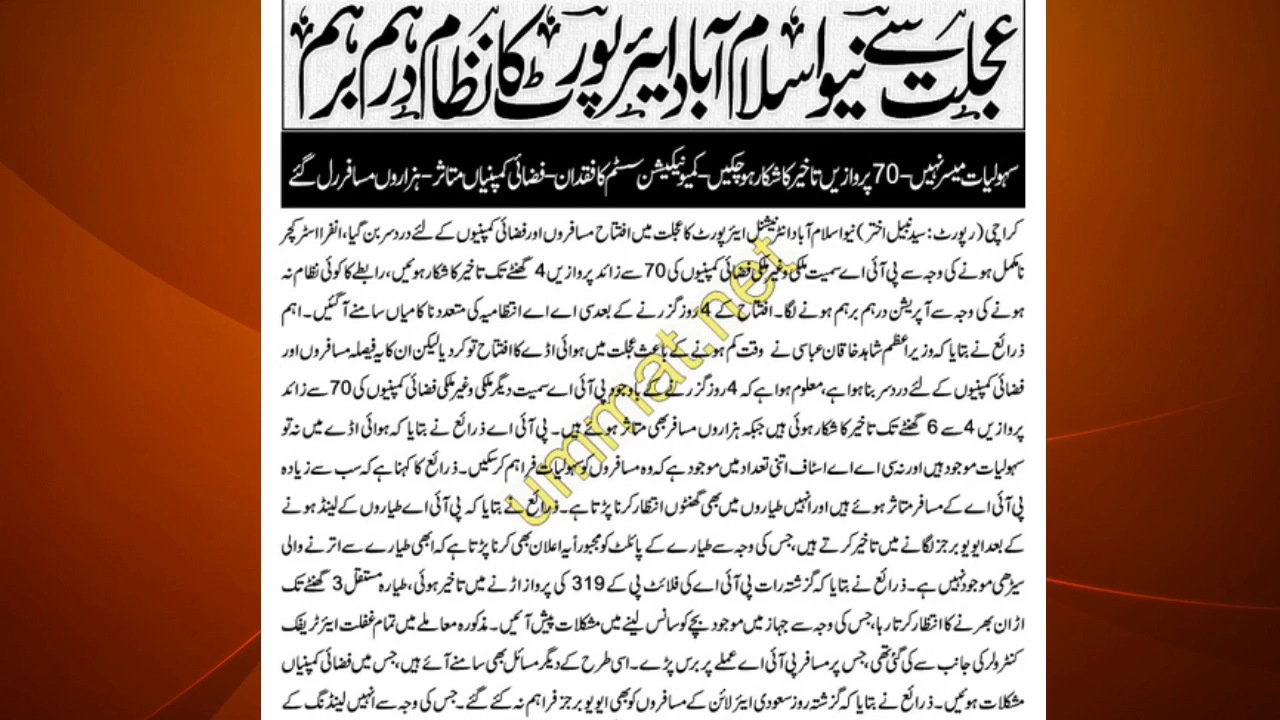 عجلت سے نیو اسلام آباد ایئر پورٹ کا نظام درہم برہم
سہولیات میسر نہیں-70 پروازیں تاخیر کا شکار ہو چکیں-کمیونیکیشن سسٹم کا فقدان-فضائی کمپنیاں متاثر-ہزاروں مسافر رل گئے
کراچی (رپورٹ: سید نبیل اختر) نیو اسلام آباد انٹرنیشنل ایئر پورٹ کا عجلت میں افتتاح مسافروں اور فضائی کمپنیوں کے لئے درد سر بن گیا، انفرا اسٹرکچر
نامکمل ہونے کی وجہ سے پی آئی اے سمیت ملکی وغیر ملکی فضائی کمپنیوں کی 70 سے زائد پروازیں 4 گھنٹے تک تاخیر کا شکار ہوئیں، رابطے کا کوئی نظام نہ
ہونے کی وجہ سے آپریشن درہم برہم ہونے لگا۔ افتتاح کے 4 روز گزرنے کے بعد سی اے اے انتظامیہ کی متعدد ناکامیاں سامنے آ گئیں۔ اہم
ذرائع نے بتایا کہ وزیر اعظم شاہد خاقان عباسی نے وقت کم ہونے کے باعث عجلت میں ہوائی اڈے کا افتتاح تو کر دیا لیکن ان کا یہ فیصلہ مسافروں اور
فضائی کمپنیوں کے لئے درد سر بنا ہوا ہے، معلوم ہوا ہے کہ 4 روز گزرنے کے باوجود پی آئی اے سمیت دیگر ملکی وغیر ملکی فضائی کمپنیوں کی 70 سے زائد
پروازیں 4 سے 6 گھنٹے تک تاخیر کا شکار ہوئی ہیں جبکہ ہزاروں مسافر بھی متاثر ہوئے ہیں۔ پی آئی اے ذرائع نے بتایا کہ ہوائی اڈے میں نہ تو
سہولیات موجود ہیں اور نہ سی اے اے اسٹاف اتنی تعداد میں موجود ہے کہ وہ مسافروں کو سہولیات فراہم کر سکیں۔ ذرائع کا کہنا ہے کہ سب سے زیادہ
پی آئی اے کے مسافر متاثر ہوئے ہیں اور انہیں طیاروں میں بھی گھنٹوں انتظار کرنا پڑتا ہے۔ ذرائع نے بتایا کہ پی آئی اے طیاروں کے لینڈ ہونے
کے بعد ایویو برجز لگانے میں تاخیر کرتے ہیں، جس کی وجہ سے طیارے کے پائلٹ کو مجبوراً یہ اعلان بھی کرنا پڑتا ہے کہ ابھی طیارے سے اترنے والی
سیڑھی موجود نہیں ہے۔ ذرائع نے بتایا کہ گزشتہ رات پی آئی اے کی فلائٹ پی کے 319 کی پرواز اڑنے میں تاخیر ہوئی، طیارہ مستقل 3 گھنٹے تک
اڑان بھرنے کا انتظار کرتا رہا، جس کی وجہ سے جہاز میں موجود بچے کو سانس لینے میں مشکلات پیش آئیں۔ مذکورہ معاملے میں تمام غفلت ایئر ٹریفک
کنٹرولر کی جانب سے کی گئی تھی، جس پر مسافر پی آئی اے عملے پر برس پڑے۔ اسی طرح کے دیگر مسائل بھی سامنے آئے ہیں، جس میں فضائی کمپنیاں
مشکلات ہوئیں۔ ذرائع نے بتایا کہ گزشتہ روز سعودی ایئر لائن کے مسافروں کو بھی ایویو برجز فراہم نہ کئے گئے۔ جس کی وجہ سے انہیں لینڈنگ کے
ummat.net